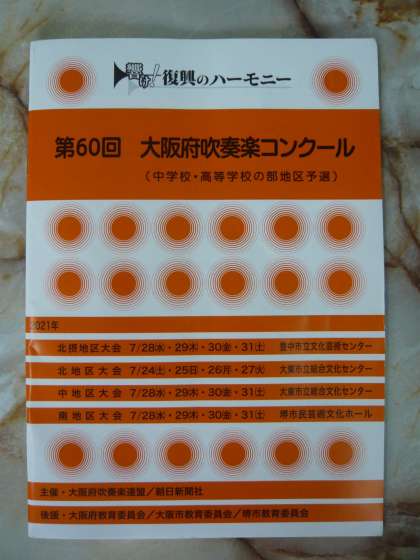 響け!復興のハーモニー
第60回 大阪府吹奏楽コンクール
(中学校・高等学校の部地区予選)
2021年
北摂地区大会 7/28㈬・29㈭・30㈮・31㈯ 豊中市立文化芸術センター
北地区大会 7/24㈯・25㈰・26㈪・27㈫ 大東市立総合文化センター
中地区大会 7/28㈬・29㈭・30㈮・31㈯ 大東市立総合文化センター
南地区大会 7/28㈬・29㈭・30㈮・31㈯ 堺市民芸術文化ホール
主催・大阪府吹奏楽連盟/朝日新聞社
後援・大阪府教育委員会/大阪市教育委員会/堺市教育委員会